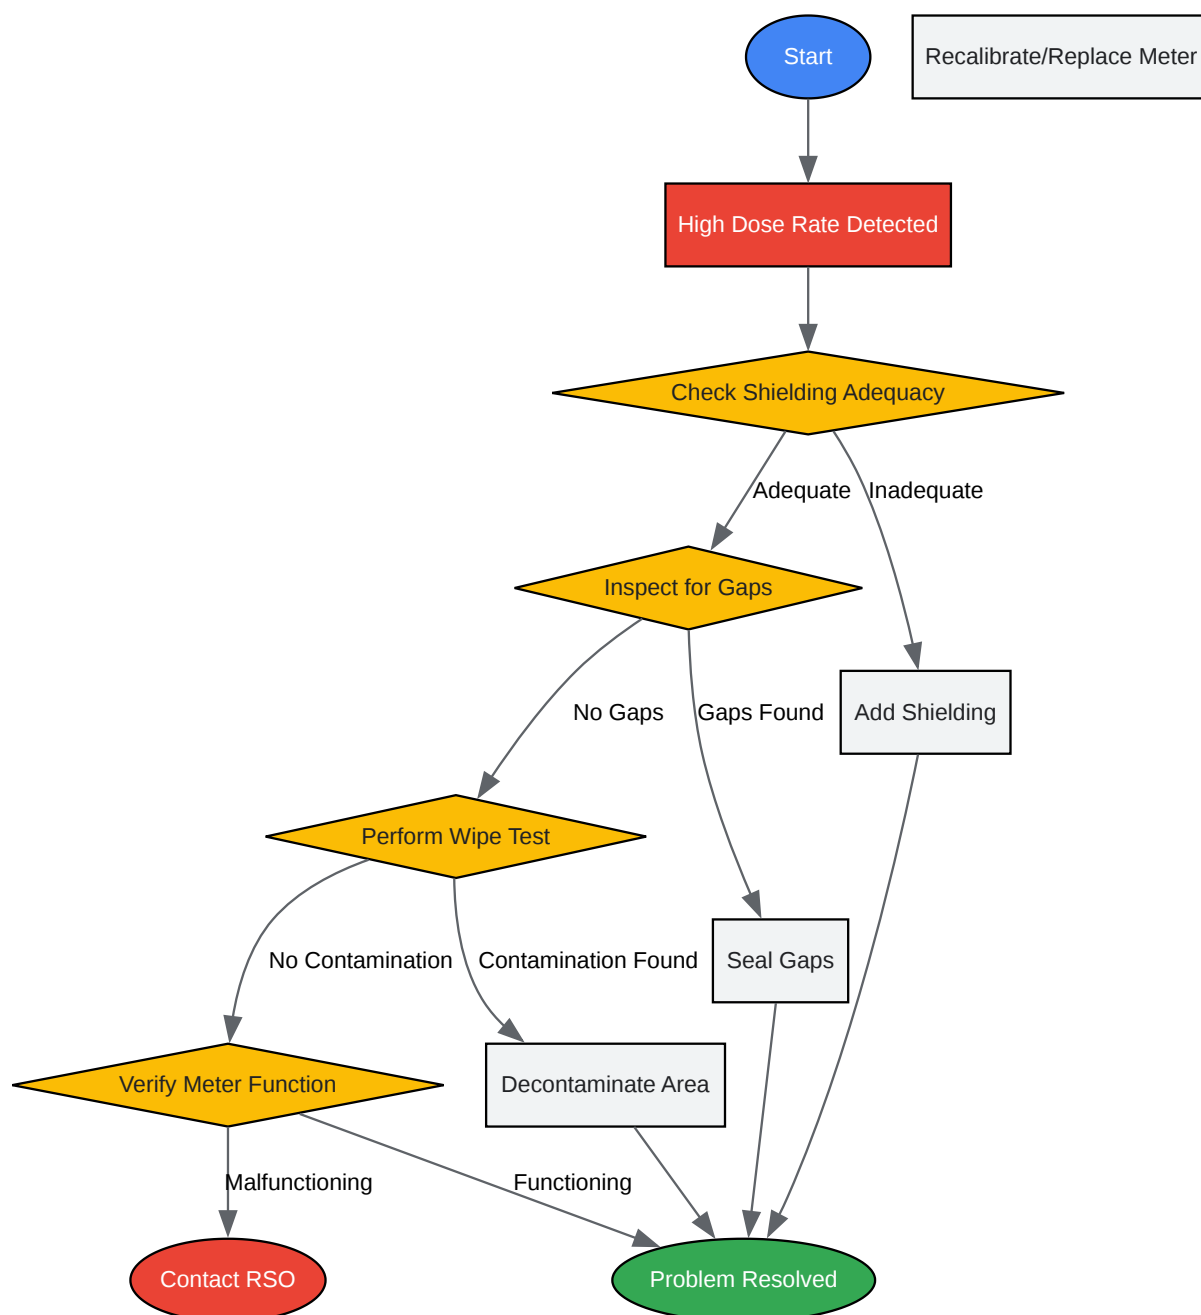 Start
Recalibrate/Replace Meter
High Dose Rate Detected
Check Shielding Adequacy
Adequate
Inadequate
Inspect for Gaps
No Gaps
Gaps Found
Add Shielding
Perform Wipe Test
No Contamination
Contamination Found
Seal Gaps
Verify Meter Function
Decontaminate Area
Malfunctioning
Functioning
Contact RSO
Problem Resolved